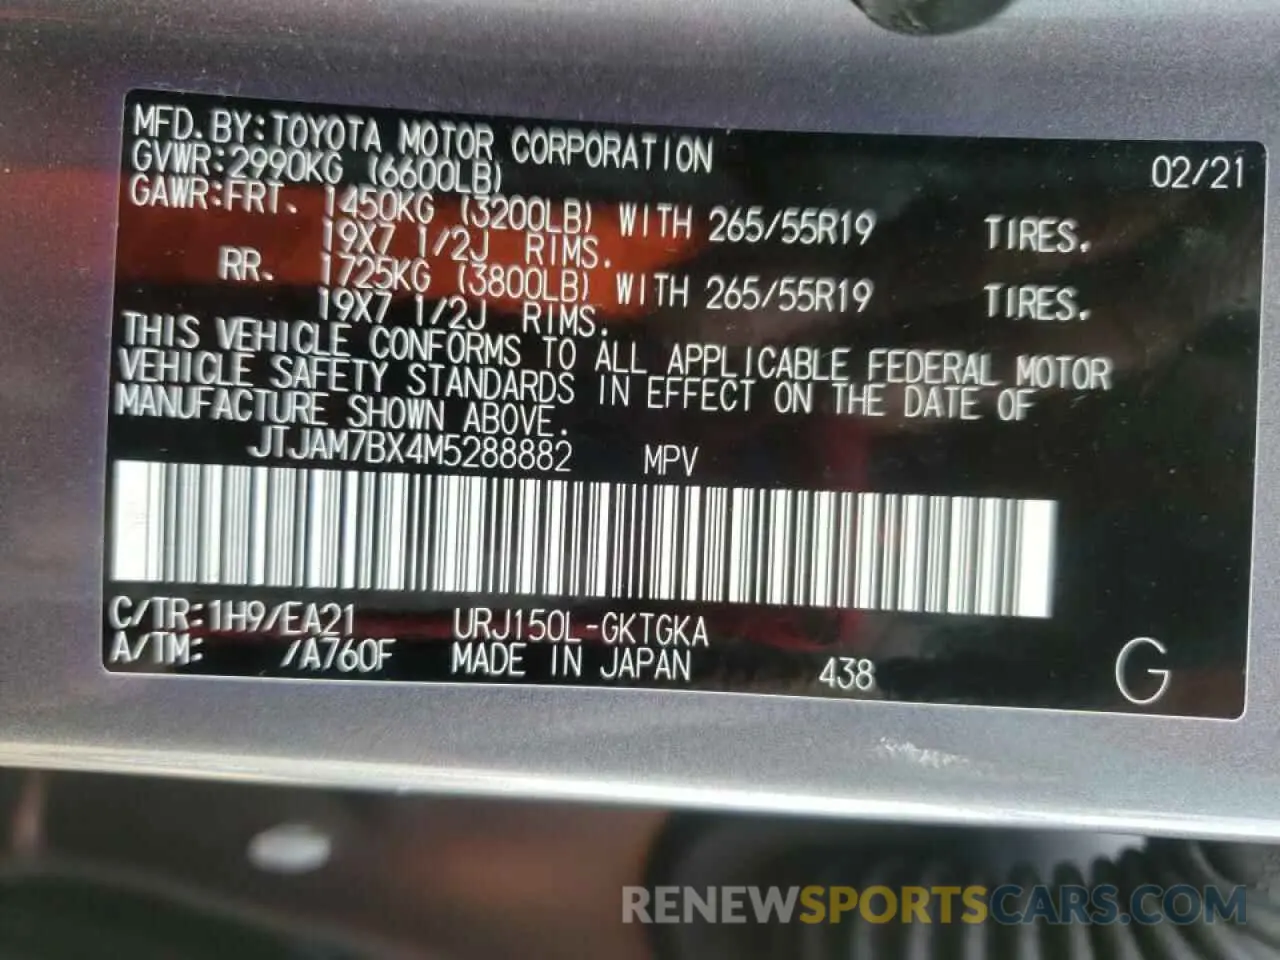 MFD. BY:TOYOTA MOTOR CORPORATION 02/21
GVWR:2990KG (6600LB)
GAWR:FRT. 1450KG (3200LB) WITH 265/55R19 TIRES.
19X7 1/2J RIMS.
RR. 1725KG (3800LB) WITH 265/55R19 TIRES.
19X7 1/2J RIMS.
THIS VEHICLE CONFORMS TO ALL APPLICABLE FEDERAL MOTOR
VEHICLE SAFETY STANDARDS IN EFFECT ON THE DATE OF
MANUFACTURE SHOWN ABOVE.
JTJAM7BX4M5288882 MPV
C/TR:1H9/EA21 URJ150L-GKTGKA
A/TM: /A760F MADE IN JAPAN 438 G
RENEWSPORTSCARS.COM